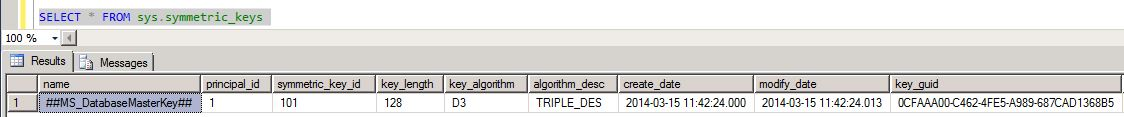 SELECT * FROM sys.symmetric_keys
100 %
Results Messages
name principal_id symmetric_key_id key_length key_algorithm algorithm_desc create_date modify_date key_guid
1 ##MS_DatabaseMasterKey## 1 101 128 D3 TRIPLE_DES 2014-03-15 11:42:24.000 2014-03-15 11:42:24.013 0CFAAA00-C462-4FE5-A989-687CAD1368B5